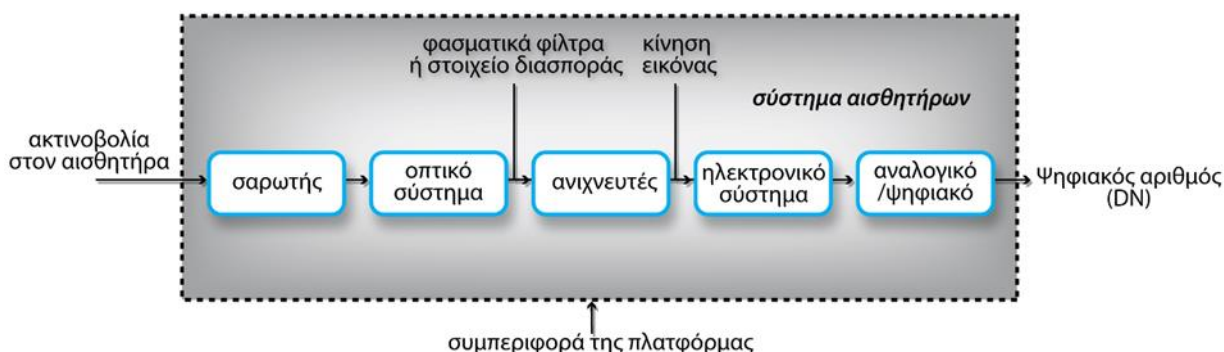 φασματικά φίλτρα
ή στοιχείο διασποράς
κίνηση
εικόνας
σύστημα αισθητήρων
ακτινοβολία
στον αισθητήρα
σαρωτής
οπτικό
σύστημα
ανιχνευτές
ηλεκτρονικό
σύστημα
αναλογικό
/ψηφιακό
Ψηφιακός αριθμός
(DN)
συμπεριφορά της πλατφόρμας